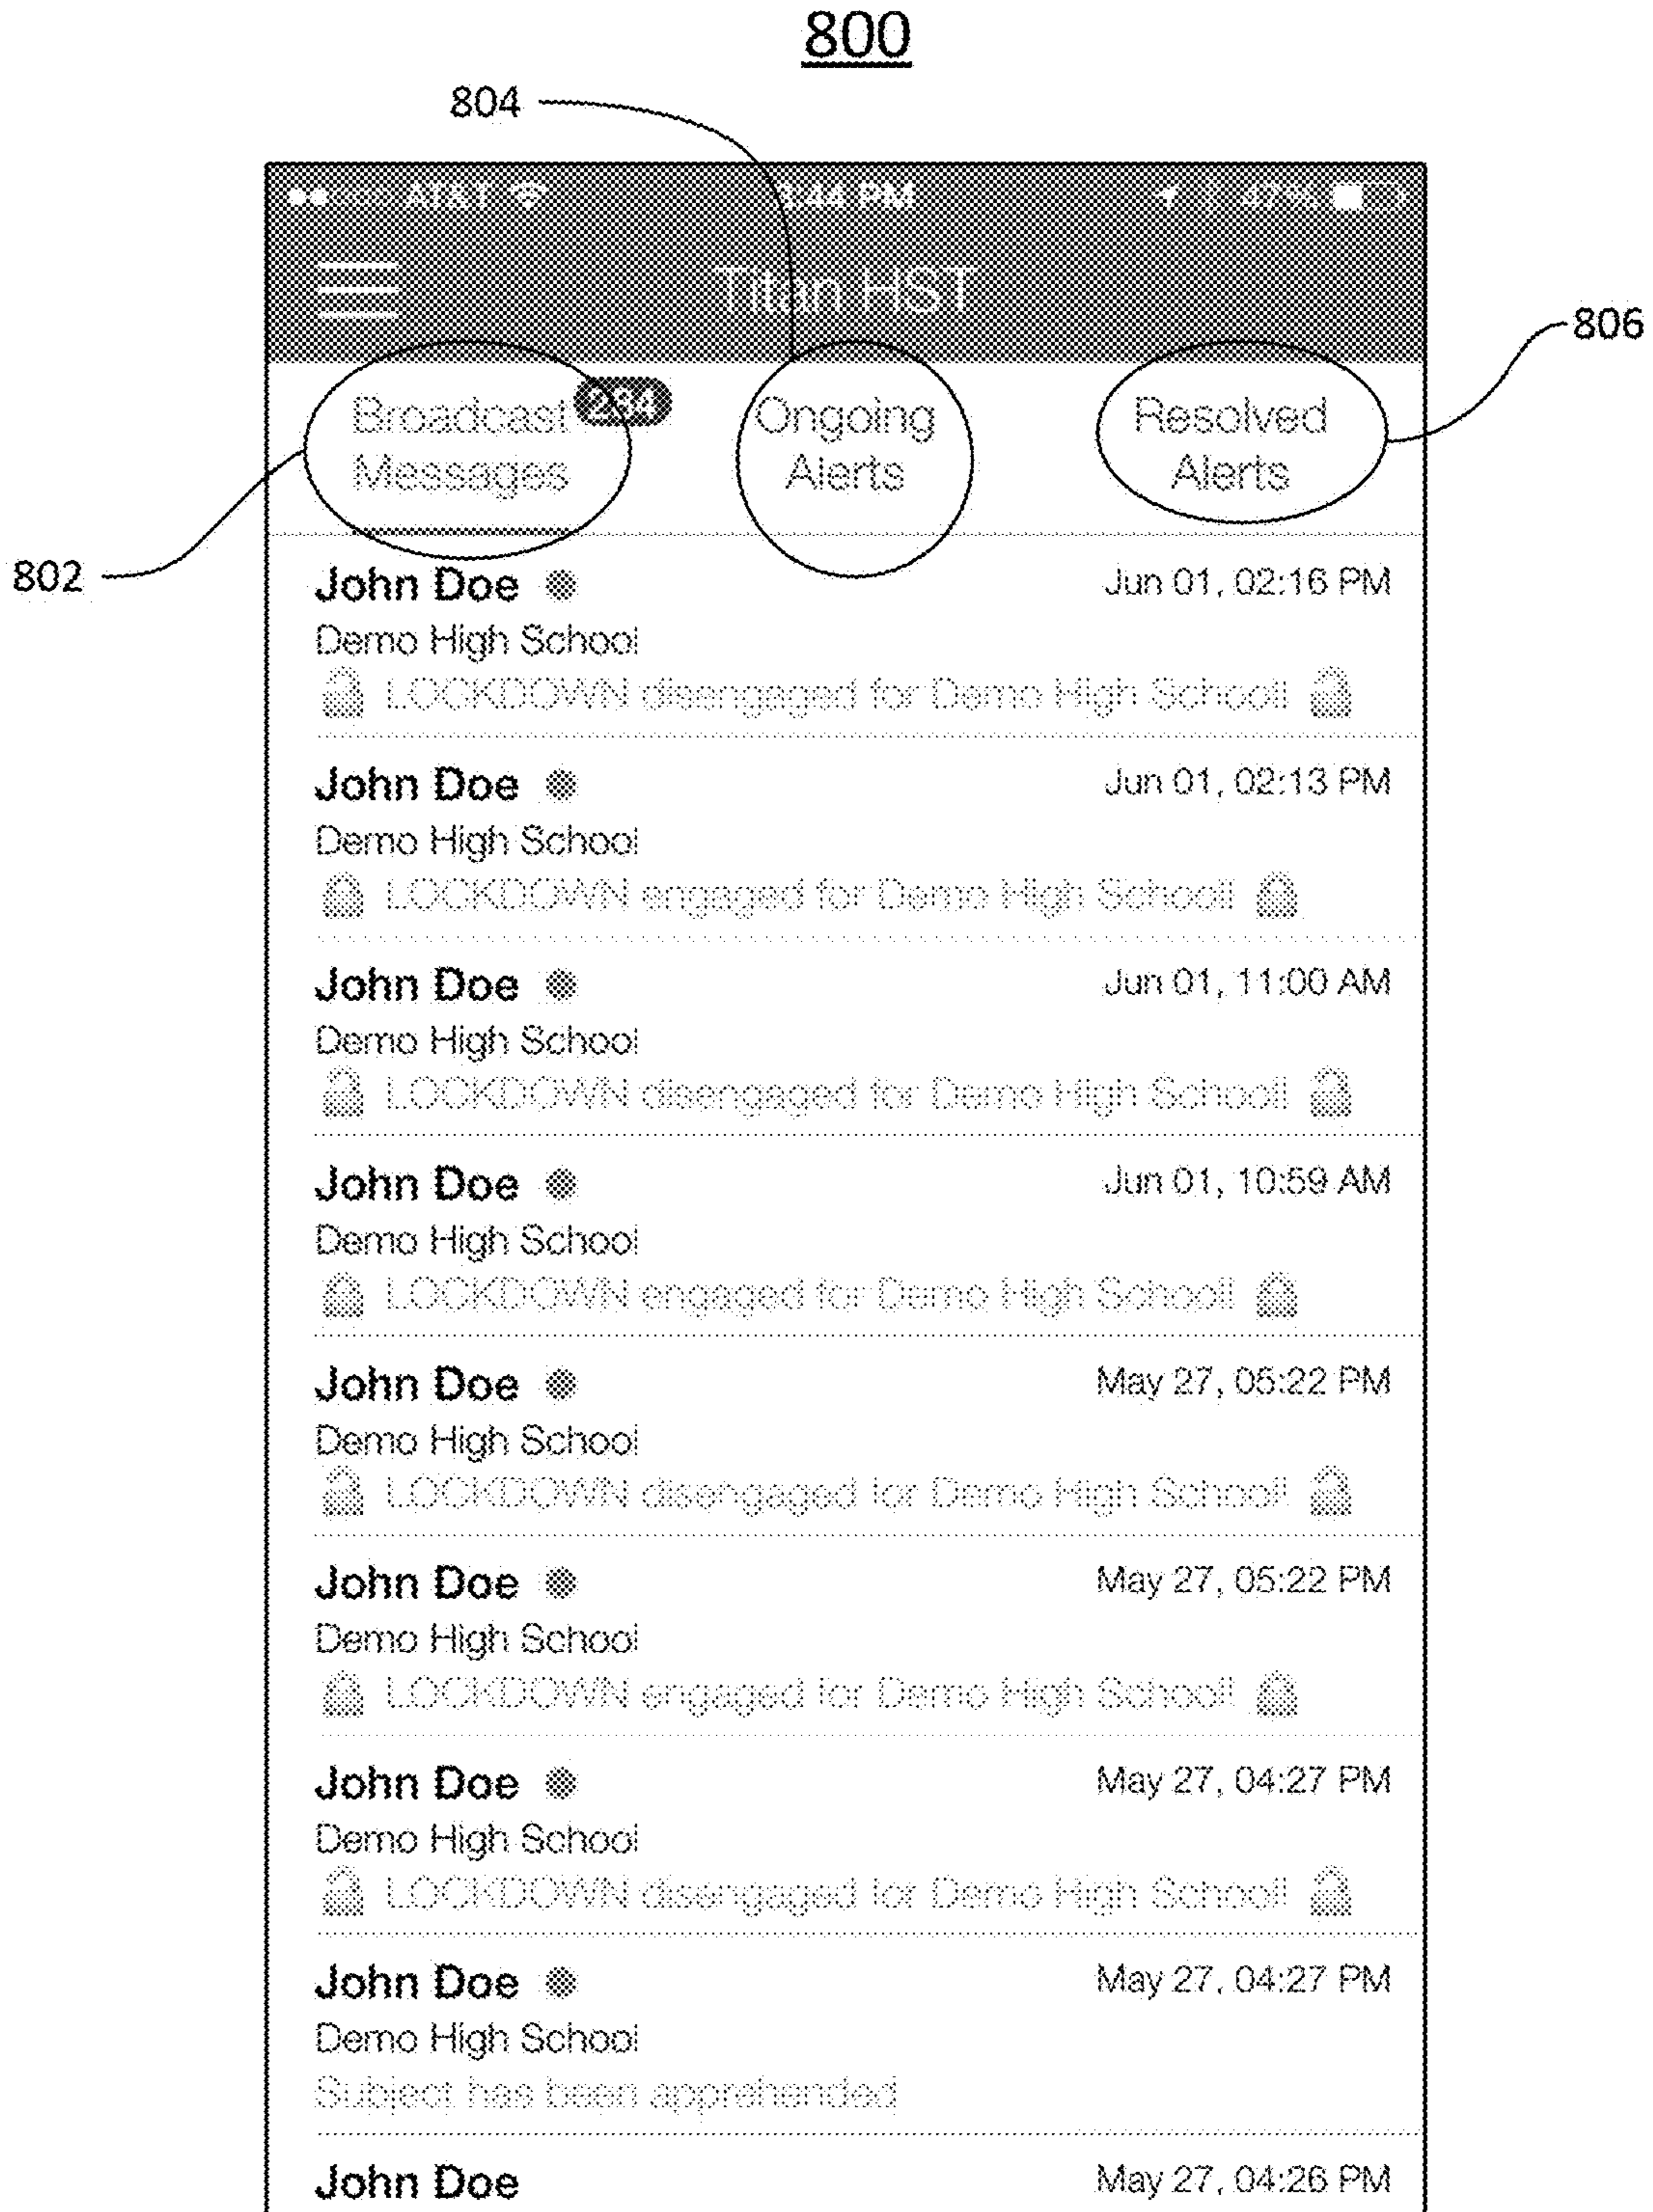 800
804
AT&T 3:44 PM 47%
Titan HST
806
Broadcast Messages
234
Ongoing Alerts
Resolved Alerts
802
John Doe Jun 01, 02:16 PM
Demo High School
LOCKDOWN disengaged for Demo High School!
John Doe Jun 01, 02:13 PM
Demo High School
LOCKDOWN engaged for Demo High School!
John Doe Jun 01, 11:00 AM
Demo High School
LOCKDOWN disengaged for Demo High School!
John Doe Jun 01, 10:59 AM
Demo High School
LOCKDOWN engaged for Demo High School!
John Doe May 27, 05:22 PM
Demo High School
LOCKDOWN disengaged for Demo High School!
John Doe May 27, 05:22 PM
Demo High School
LOCKDOWN engaged for Demo High School!
John Doe May 27, 04:27 PM
Demo High School
LOCKDOWN disengaged for Demo High School!
John Doe May 27, 04:27 PM
Demo High School
Subject has been apprehended
John Doe May 27, 04:26 PM